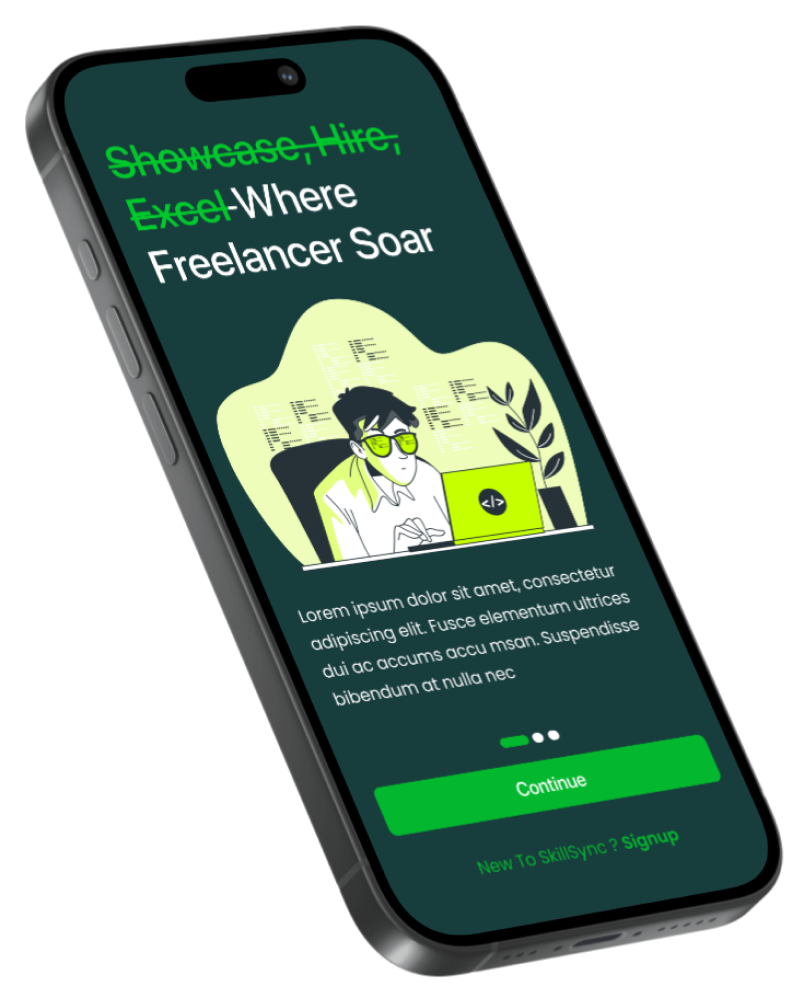 Showcase, Hire,
Excel-Where
Freelancer Soar
</>
Lorem ipsum dolor sit amet, consectetur
adipiscing elit. Fusce elementum ultrices
dui ac accums accu msan. Suspendisse
bibendum at nulla nec
Continue
New To SkillSync ? Signup